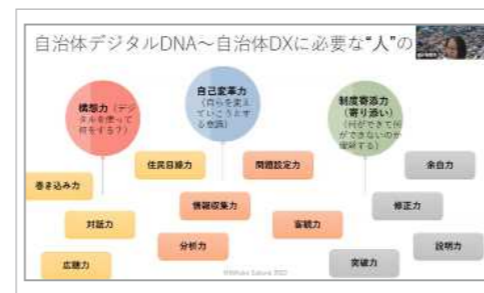 自治体デジタルDNA～自治体DXに必要な“人”の
構想力（デジ
タルを使って
何をする？）
自己変革力
（自らを変え
ていこうとす
る意識）
制度寄添力
（寄り添い）
（何ができて何
ができないのか
理解する）
住民目線力
問題設定力
余白力
巻き込み力
情報収集力
修正力
対話力
客観力
分析力
説明力
広聴力
突破力